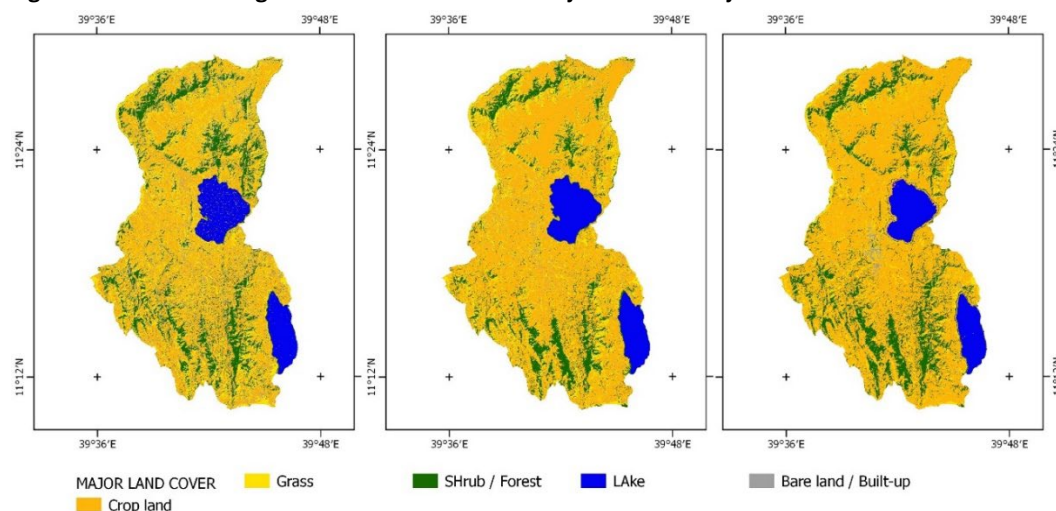 39°36'E 39°48'E 39°36'E 39°48'E 39°36'E 39°48'E
11°24'N 11°24'N
11°12'N 11°12'N
39°36'E 39°48'E 39°36'E 39°48'E 39°36'E 39°48'E
MAJOR LAND COVER Grass SHrub / Forest LAke Bare land / Built-up
Crop land